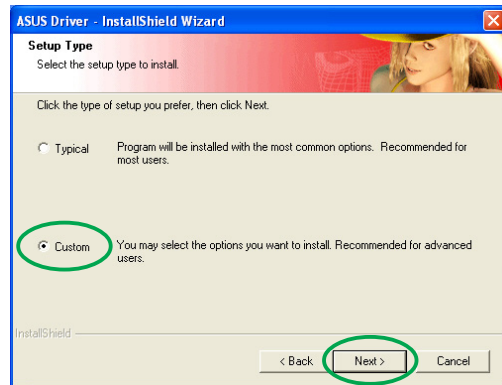 ASUS Driver - InstallShield Wizard
Setup Type
Select the setup type to install.
Click the type of setup you prefer, then click Next.
Typical
Program will be installed with the most common options. Recommended for
most users.
Custom
You may select the options you want to install. Recommended for advanced
users.
InstallShield
< Back
Next >
Cancel